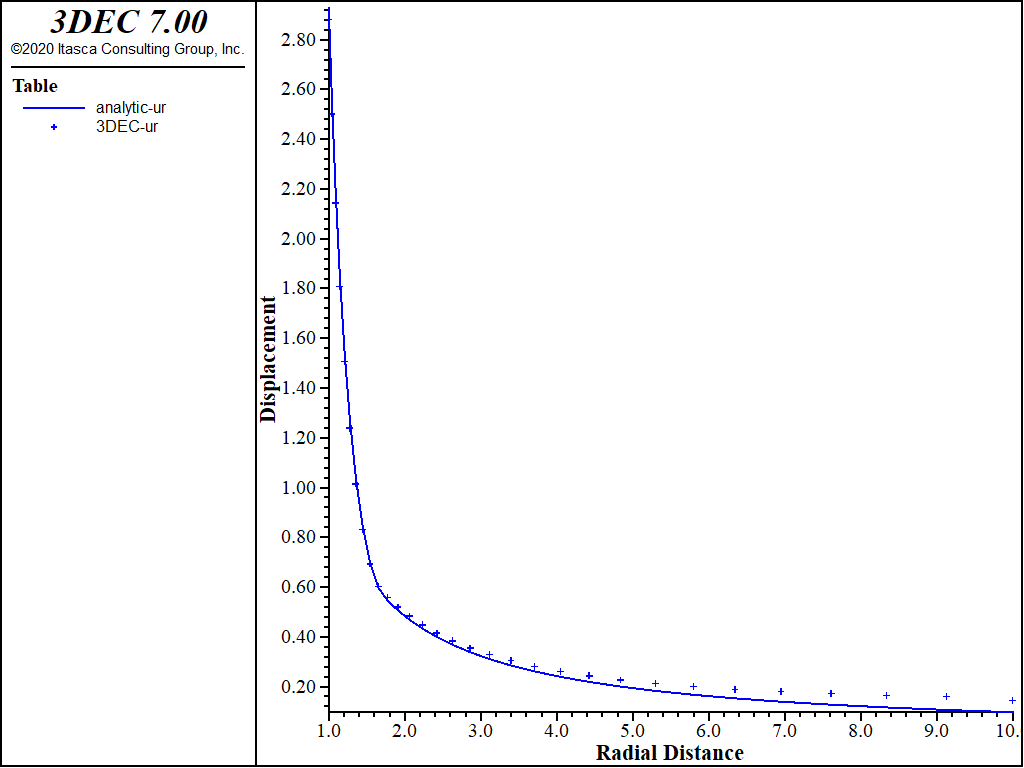 3DEC 7.00
©2020 Itasca Consulting Group, Inc.
Table
analytic-ur
3DEC-ur
Displacement
2.80
2.60
2.40
2.20
2.00
1.80
1.60
1.40
1.20
1.00
0.80
0.60
0.40
0.20
1.0 2.0 3.0 4.0 5.0 6.0 7.0 8.0 9.0 10.
Radial Distance